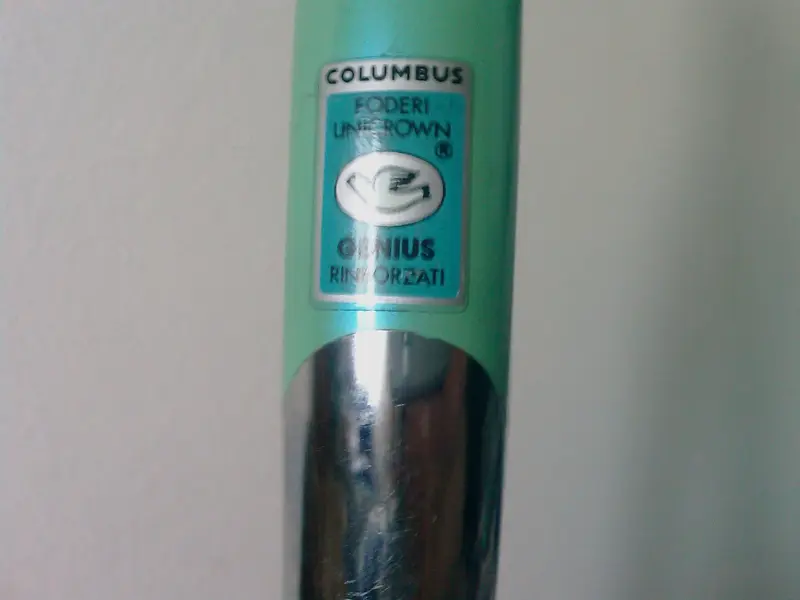 COLUMBUS
FODERI
UNICROWN
®
GENIUS
RINFORZATI